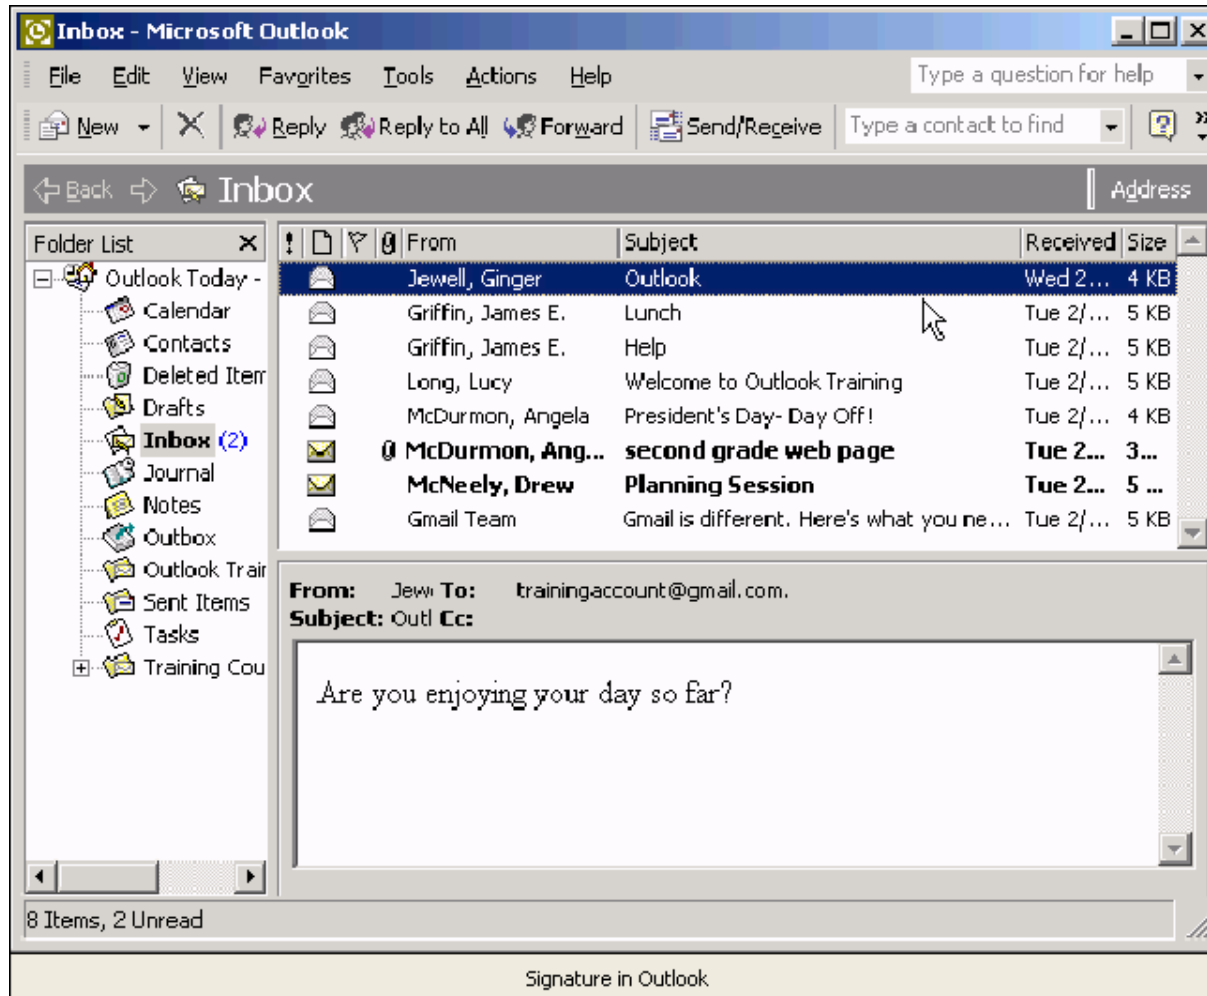 Inbox - Microsoft Outlook
File Edit View Favorites Tools Actions Help Type a question for help
New Reply Reply to All Forward Send/Receive Type a contact to find
Back Inbox Address
Folder List
Outlook Today -
Calendar
Contacts
Deleted Item
Drafts
Inbox (2)
Journal
Notes
Outbox
Outlook Trair
Sent Items
Tasks
Training Cou
From Subject Received Size
Jewell, Ginger Outlook Wed 2... 4 KB
Griffin, James E. Lunch Tue 2/... 5 KB
Griffin, James E. Help Tue 2/... 5 KB
Long, Lucy Welcome to Outlook Training Tue 2/... 5 KB
McDurmon, Angela President's Day- Day Off! Tue 2/... 4 KB
McDurmon, Ang... second grade web page Tue 2... 3...
McNeely, Drew Planning Session Tue 2... 5 ...
Gmail Team Gmail is different. Here's what you ne... Tue 2/... 5 KB
From: Jew To: trainingaccount@gmail.com.
Subject: Outl Cc:
Are you enjoying your day so far?
8 Items, 2 Unread
Signature in Outlook